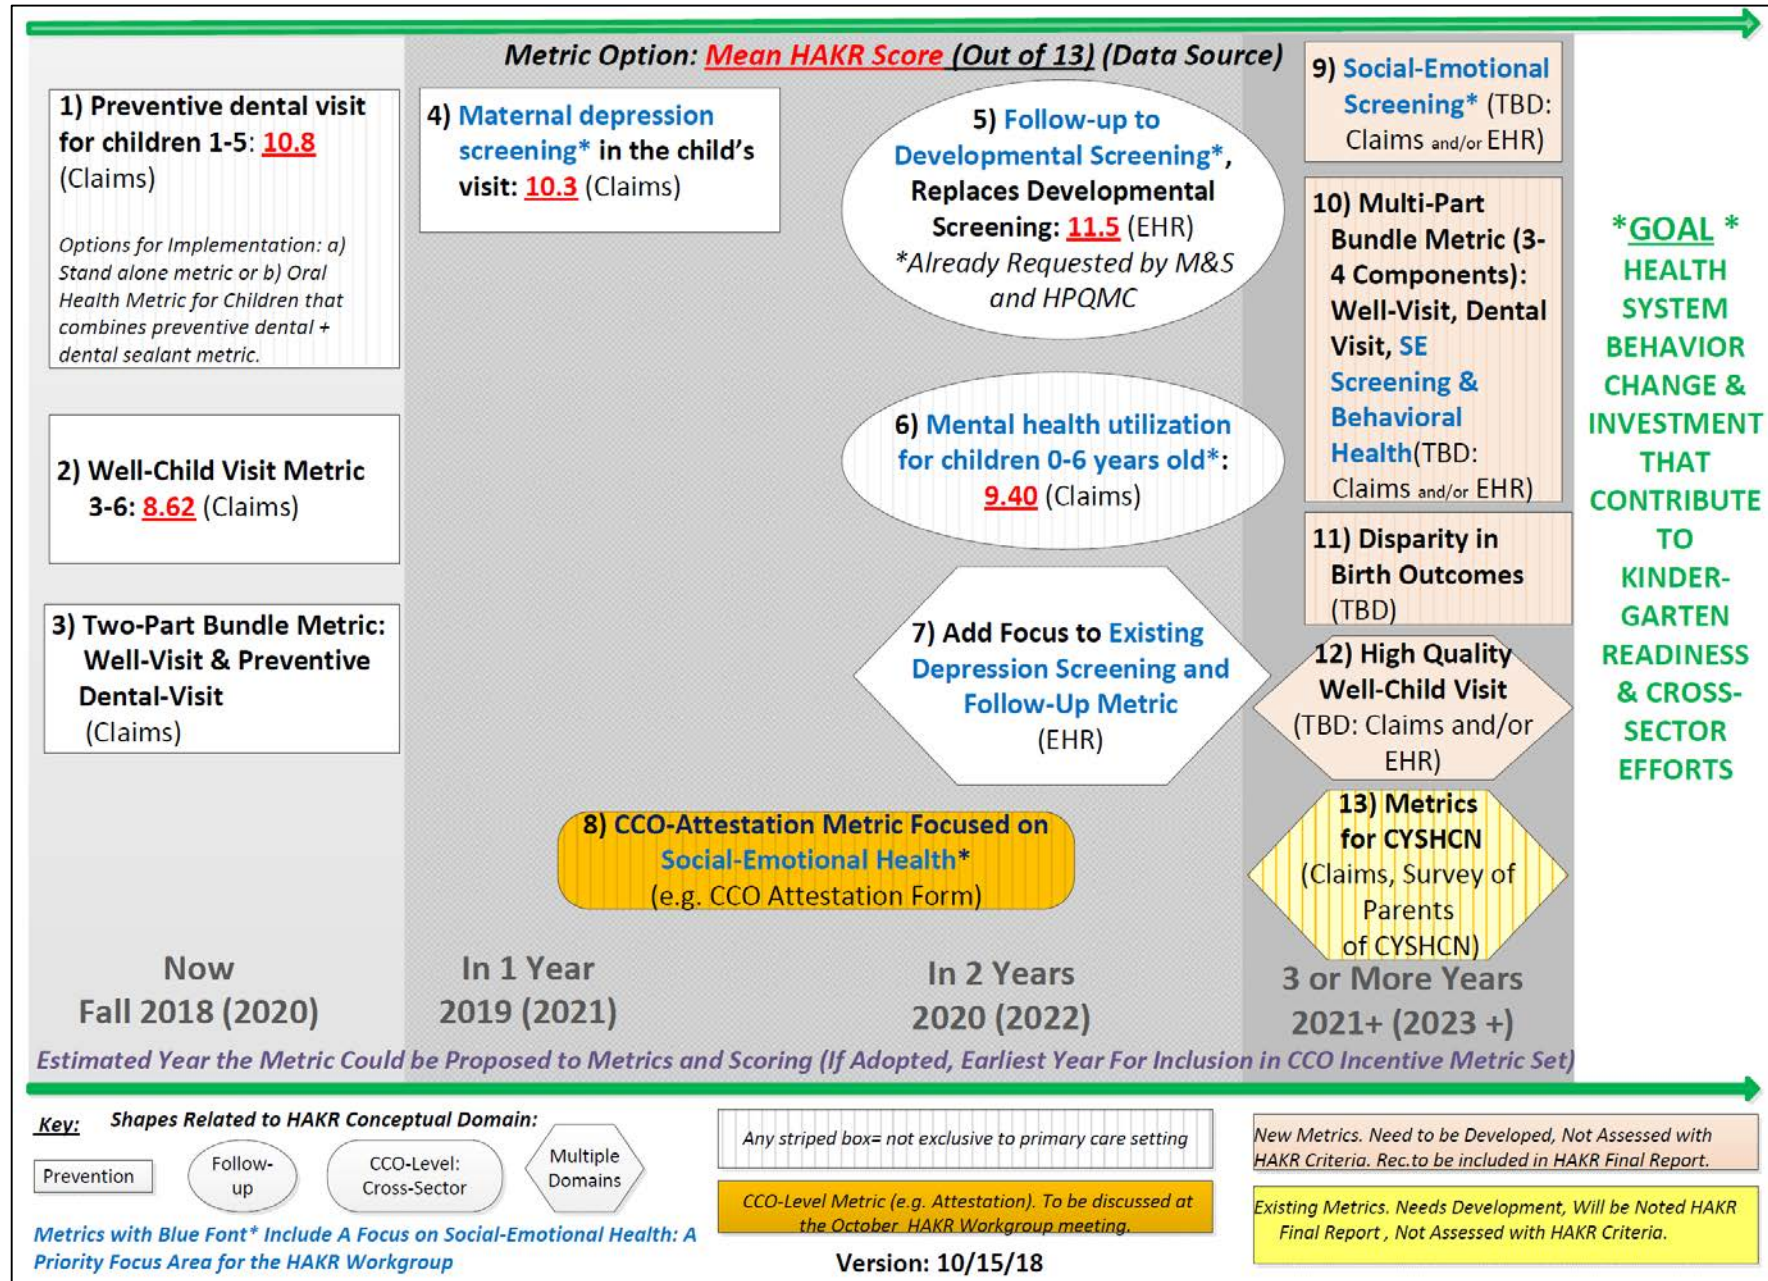 Metric Option: Mean HAKR Score (Out of 13) (Data Source)
1) Preventive dental visit
for children 1-5: 10.8
(Claims)
Options for Implementation: a)
Stand alone metric or b) Oral
Health Metric for Children that
combines preventive dental +
dental sealant metric.
2) Well-Child Visit Metric
3-6: 8.62 (Claims)
3) Two-Part Bundle Metric:
Well-Visit & Preventive
Dental-Visit
(Claims)
4) Maternal depression
screening* in the child's
visit: 10.3 (Claims)
5) Follow-up to
Developmental Screening*,
Replaces Developmental
Screening: 11.5 (EHR)
*Already Requested by M&S
and HPQMC
6) Mental health utilization
for children 0-6 years old*:
9.40 (Claims)
7) Add Focus to Existing
Depression Screening and
Follow-Up Metric
(EHR)
8) CCO-Attestation Metric Focused on
Social-Emotional Health*
(e.g. CCO Attestation Form)
9) Social-Emotional
Screening* (TBD:
Claims and/or EHR)
10) Multi-Part
Bundle Metric (3-
4 Components):
Well-Visit, Dental
Visit, SE
Screening &
Behavioral
Health(TBD:
Claims and/or EHR)
11) Disparity in
Birth Outcomes
(TBD)
12) High Quality
Well-Child Visit
(TBD: Claims and/or
EHR)
13) Metrics
for CYSHCN
(Claims, Survey of
Parents
of CYSHCN)
*GOAL *
HEALTH
SYSTEM
BEHAVIOR
CHANGE &
INVESTMENT
THAT
CONTRIBUTE
TO
KINDER-
GARTEN
READINESS
& CROSS-
SECTOR
EFFORTS
Now
Fall 2018 (2020)
In 1 Year
2019 (2021)
In 2 Years
2020 (2022)
3 or More Years
2021+ (2023 +)
Estimated Year the Metric Could be Proposed to Metrics and Scoring (If Adopted, Earliest Year For Inclusion in CCO Incentive Metric Set)
Key: Shapes Related to HAKR Conceptual Domain:
Prevention
Follow-
up
CCO-Level:
Cross-Sector
Multiple
Domains
Metrics with Blue Font* Include A Focus on Social-Emotional Health: A
Priority Focus Area for the HAKR Workgroup
Any striped box= not exclusive to primary care setting
CCO-Level Metric (e.g. Attestation). To be discussed at
the October HAKR Workgroup meeting.
Version: 10/15/18
New Metrics. Need to be Developed, Not Assessed with
HAKR Criteria. Rec.to be included in HAKR Final Report.
Existing Metrics. Needs Development, Will be Noted HAKR
Final Report , Not Assessed with HAKR Criteria.